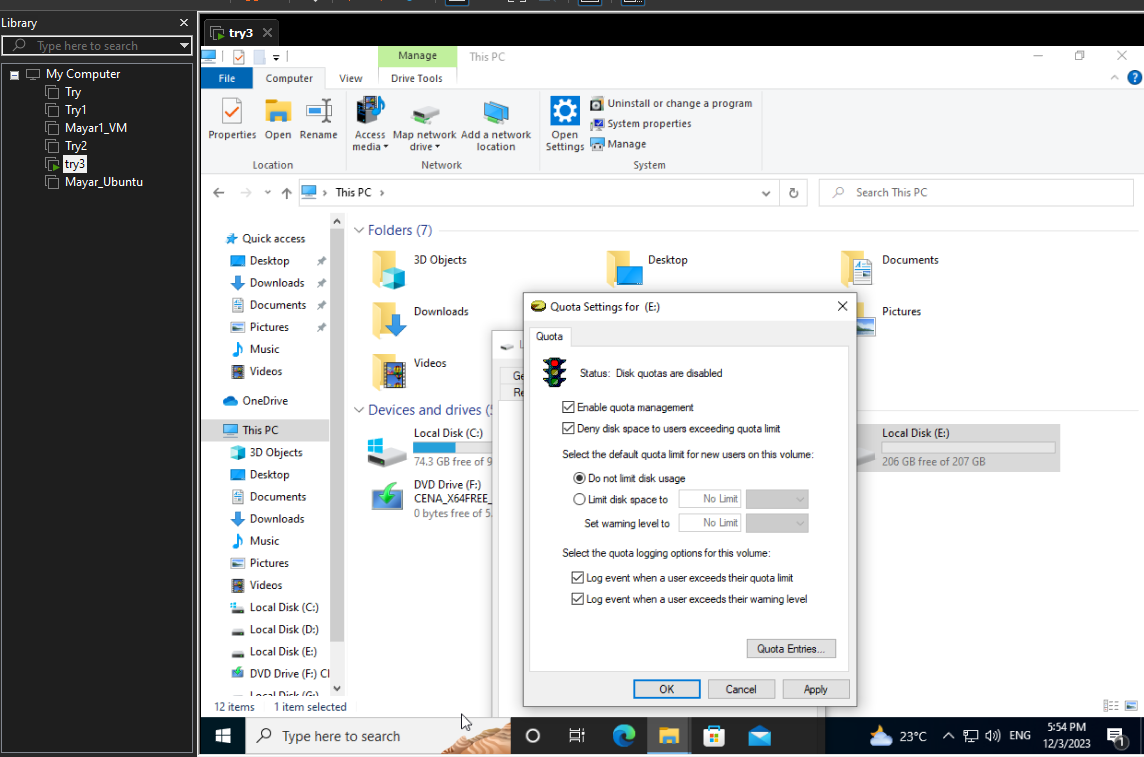 Library
try3
Type here to search
My Computer
Try
Try1
Mayar1_VM
Try2
try3
Mayar_Ubuntu
Manage
This PC
File
Computer
View
Drive Tools
Properties
Open
Rename
Access media
Map network drive
Add a network location
Open Settings
Uninstall or change a program
System properties
Manage
Location
Network
System
This PC
Search This PC
Quick access
Desktop
Downloads
Documents
Pictures
Music
Videos
OneDrive
This PC
3D Objects
Desktop
Documents
Downloads
Music
Pictures
Videos
Local Disk (C:)
Local Disk (D:)
Local Disk (E:)
DVD Drive (F:) C
Local Disk (G:)
Folders (7)
3D Objects
Desktop
Documents
Downloads
Pictures
Videos
Devices and drives (
Local Disk (C:)
74.3 GB free of 9
DVD Drive (F:)
CENA_X64FREE_
0 bytes free of 5.
Local Disk (E:)
206 GB free of 207 GB
L
Ge
Re
Quota Settings for (E:)
Quota
Status: Disk quotas are disabled
Enable quota management
Deny disk space to users exceeding quota limit
Select the default quota limit for new users on this volume:
Do not limit disk usage
Limit disk space to No Limit
Set warning level to No Limit
Select the quota logging options for this volume:
Log event when a user exceeds their quota limit
Log event when a user exceeds their warning level
Quota Entries...
OK
Cancel
Apply
12 items 1 item selected
Type here to search
23°C
ENG
5:54 PM
12/3/2023
1